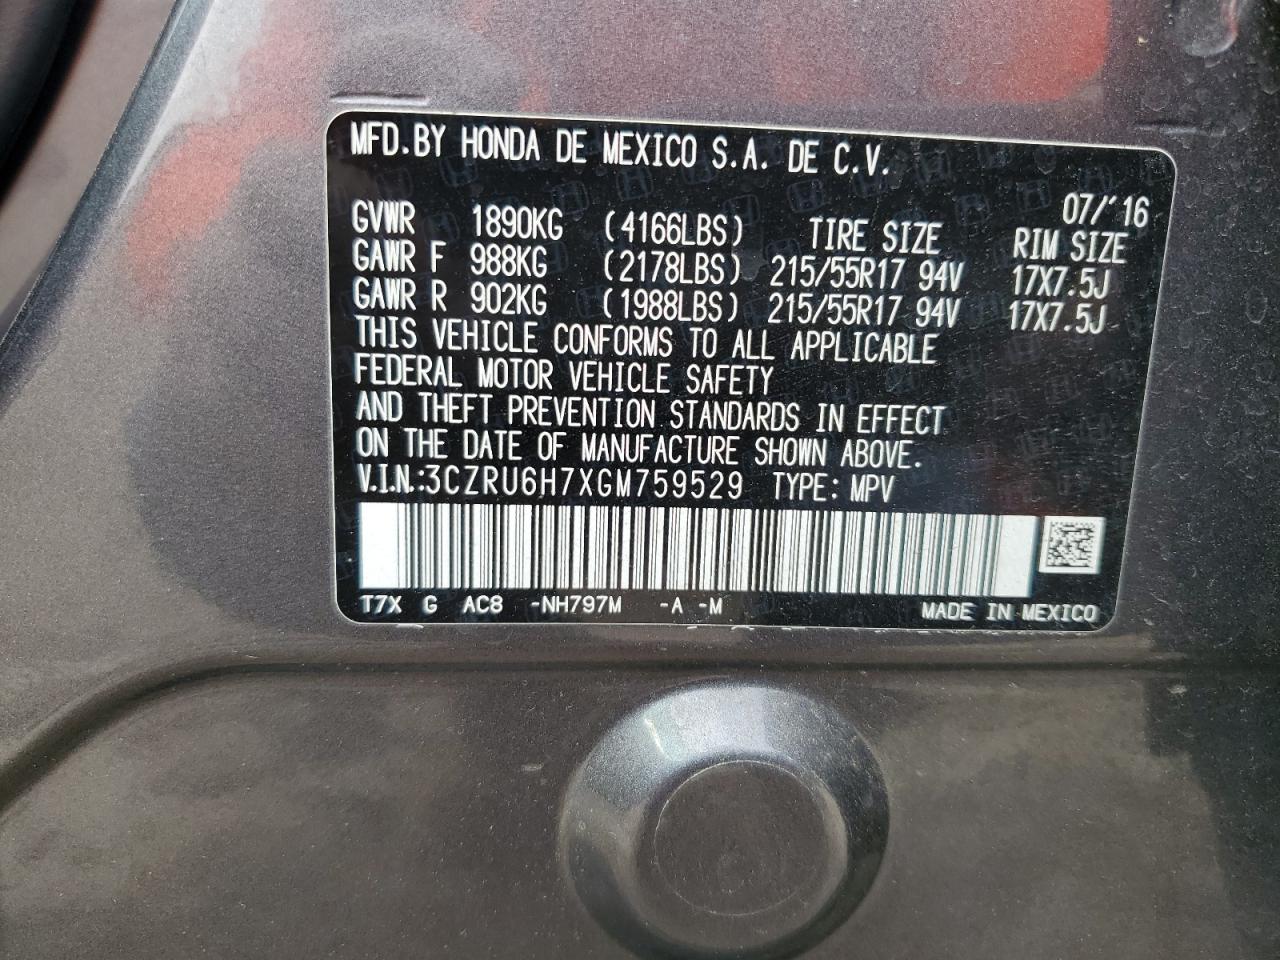 MFD.BY HONDA DE MEXICO S.A. DE C.V.
07/'16
GVWR 1890KG (4166LBS) TIRE SIZE RIM SIZE
GAWR F 988KG (2178LBS) 215/55R17 94V 17X7.5J
GAWR R 902KG (1988LBS) 215/55R17 94V 17X7.5J
THIS VEHICLE CONFORMS TO ALL APPLICABLE
FEDERAL MOTOR VEHICLE SAFETY
AND THEFT PREVENTION STANDARDS IN EFFECT
ON THE DATE OF MANUFACTURE SHOWN ABOVE.
V.I.N.:3CZRU6H7XGM759529 TYPE: MPV
T7X G AC8 -NH797M -A -M MADE IN MEXICO